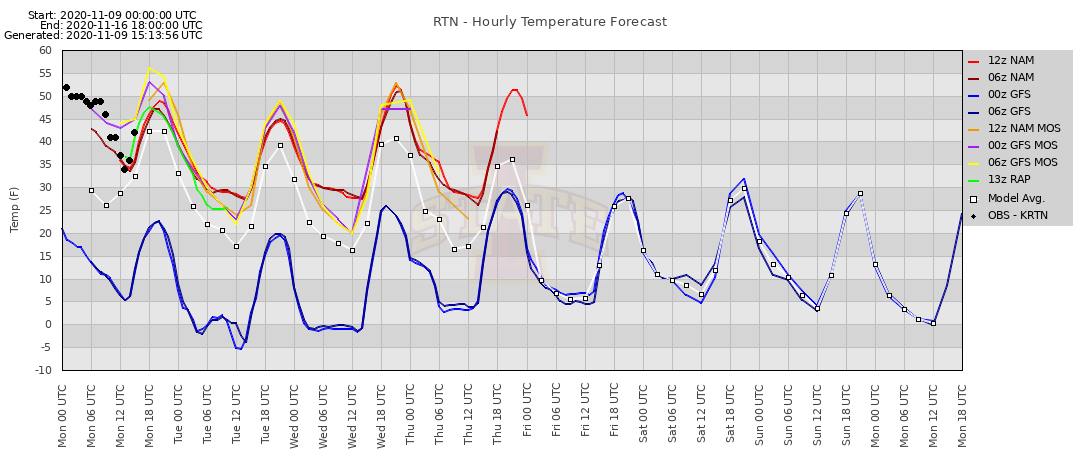 Start: 2020-11-09 00:00:00 UTC
End: 2020-11-16 18:00:00 UTC
Generated: 2020-11-09 15:13:56 UTC
RTN - Hourly Temperature Forecast
60
55
50
45
40
35
30
25
20
15
10
5
0
-5
-10
Temp (F)
12z NAM
06z NAM
00z GFS
06z GFS
12z NAM MOS
00z GFS MOS
06z GFS MOS
13z RAP
Model Avg.
OBS - KRTN
STATE
Mon 00 UTC
Mon 06 UTC
Mon 12 UTC
Mon 18 UTC
Tue 00 UTC
Tue 06 UTC
Tue 12 UTC
Tue 18 UTC
Wed 00 UTC
Wed 06 UTC
Wed 12 UTC
Wed 18 UTC
Thu 00 UTC
Thu 06 UTC
Thu 12 UTC
Thu 18 UTC
Fri 00 UTC
Fri 06 UTC
Fri 12 UTC
Fri 18 UTC
Sat 00 UTC
Sat 06 UTC
Sat 12 UTC
Sat 18 UTC
Sun 00 UTC
Sun 06 UTC
Sun 12 UTC
Sun 18 UTC
Mon 00 UTC
Mon 06 UTC
Mon 12 UTC
Mon 18 UTC